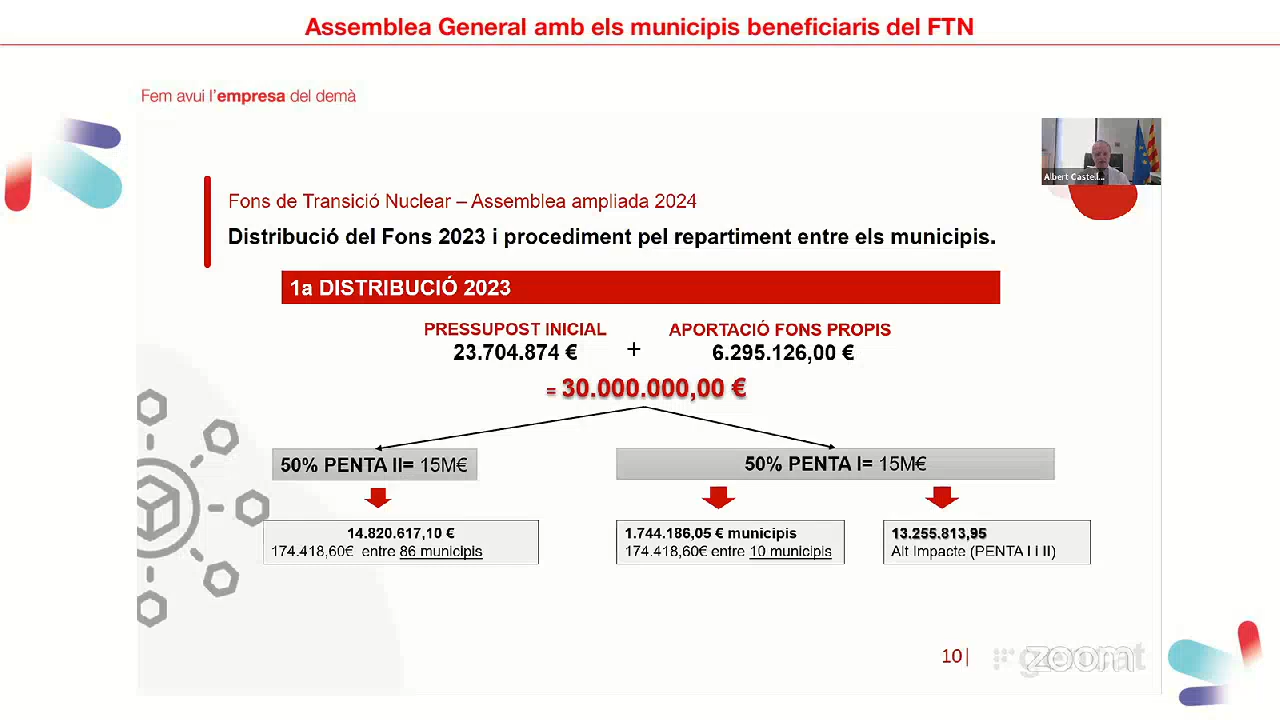 Assemblea General amb els municipis beneficiaris del FTN
Fem avui l'empresa del demà
Albert Castell...
Fons de Transició Nuclear – Assemblea ampliada 2024
Distribució del Fons 2023 i procediment pel repartiment entre els municipis.
1a DISTRIBUCIÓ 2023
PRESSUPOST INICIAL
23.704.874 €
+
APORTACIÓ FONS PROPIS
6.295.126,00 €
= 30.000.000,00 €
50% PENTA II= 15M€
50% PENTA I= 15M€
14.820.617,10 €
174.418,60€ entre 86 municipis
1.744.186,05 € municipis
174.418,60€ entre 10 municipis
13.255.813,95
Alt Impacte (PENTA I i II)
10|
zoom